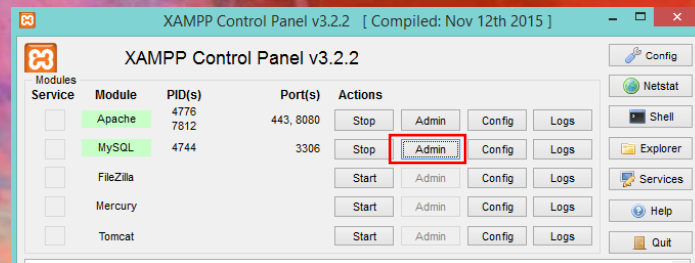 XAMPP Control Panel v3.2.2 [ Compiled: Nov 12th 2015 ]
XAMPP Control Panel v3.2.2
Config
Modules
Service Module PID(s) Port(s) Actions
Netstat
Apache 4776 7812 443, 8080 Stop Admin Config Logs
Shell
MySQL 4744 3306 Stop Admin Config Logs
Explorer
FileZilla Start Admin Config Logs
Services
Mercury Start Admin Config Logs
Help
Tomcat Start Admin Config Logs
Quit